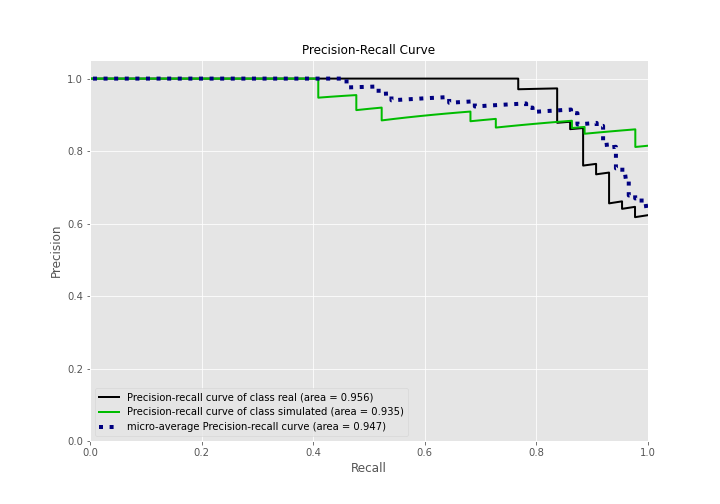 Precision-Recall Curve
Precision
1.0
0.8
0.6
0.4
0.2
0.0
Precision-recall curve of class real (area = 0.956)
Precision-recall curve of class simulated (area = 0.935)
micro-average Precision-recall curve (area = 0.947)
0.0 0.2 0.4 0.6 0.8 1.0
Recall